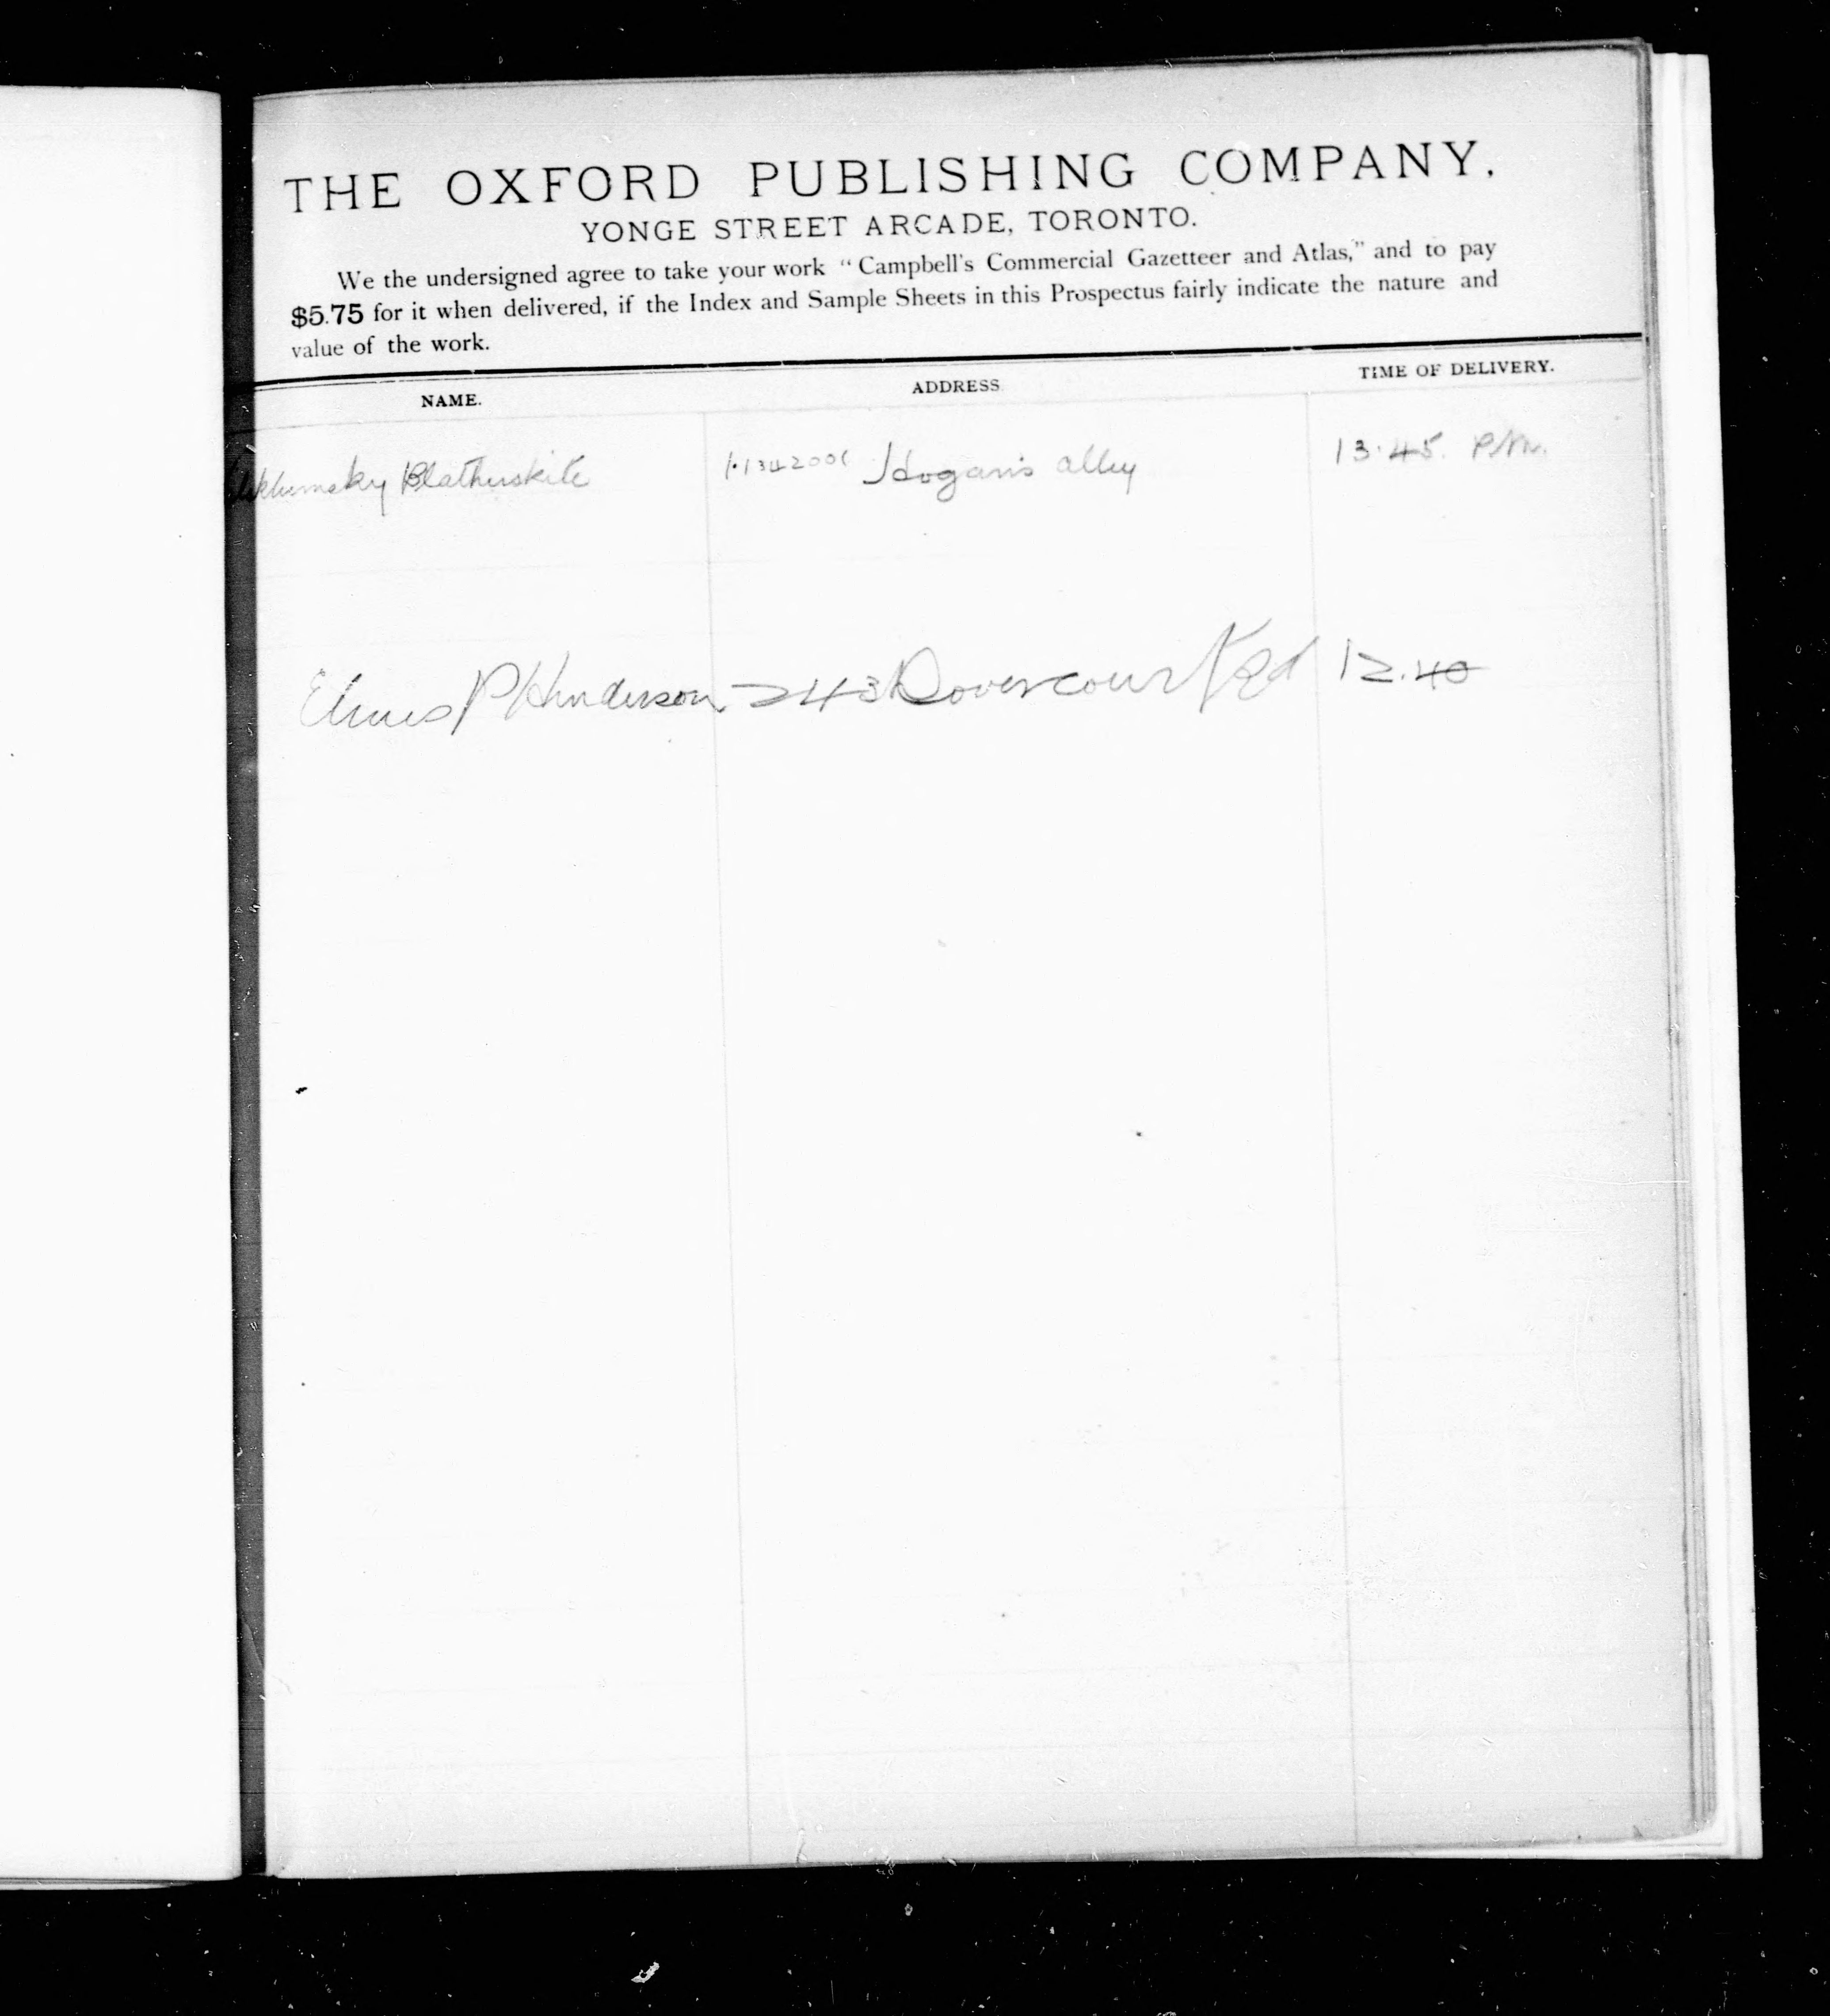 THE OXFORD PUBLISHING COMPANY,
YONGE STREET ARCADE, TORONTO.
We the undersigned agree to take your work "Campbell's Commercial Gazetteer and Atlas," and to pay
$5.75 for it when delivered, if the Index and Sample Sheets in this Prospectus fairly indicate the nature and
value of the work.
NAME. ADDRESS. TIME OF DELIVERY.
Blatherskite Hogan's alley 13.45. P.M.
P Henderson 243 Dovercourt Rd 12.40